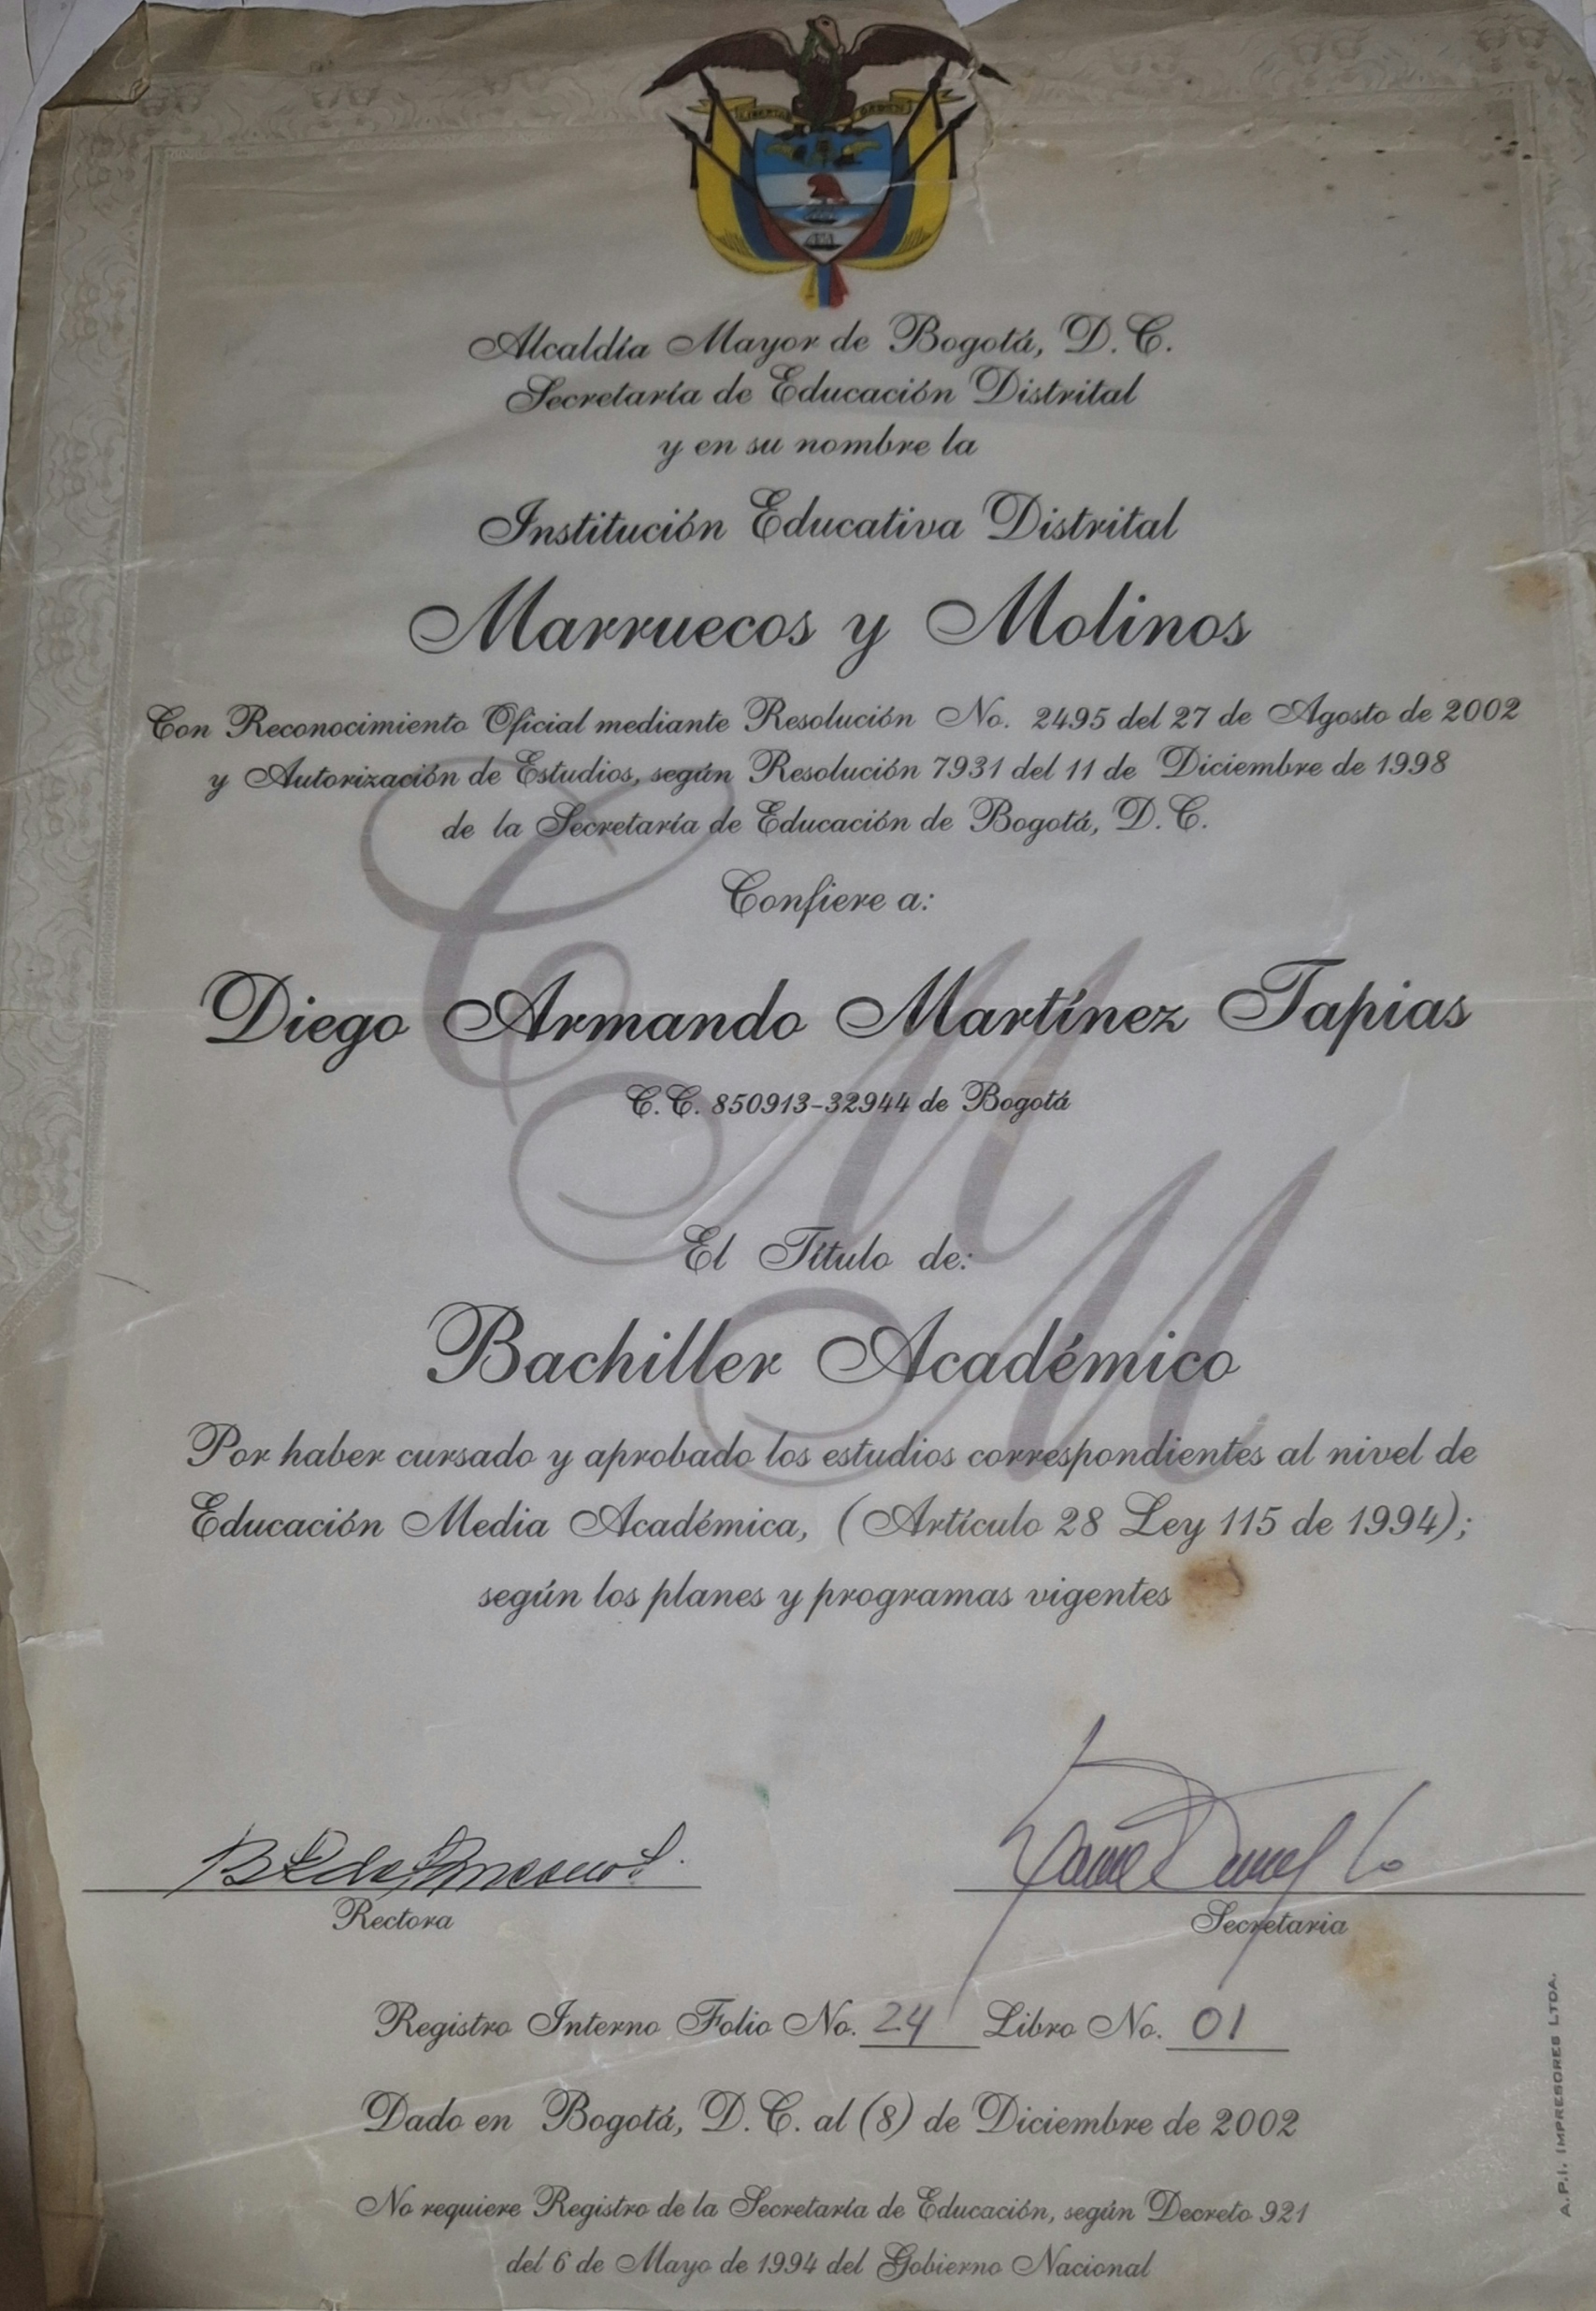 LIBERTAD ORDEN
Alcaldía Mayor de Bogotá, D.C.
Secretaría de Educación Distrital
y en su nombre la
Institución Educativa Distrital
Marruecos y Molinos
Con Reconocimiento Oficial mediante Resolución No. 2495 del 27 de Agosto de 2002
y Autorización de Estudios, según Resolución 7931 del 11 de Diciembre de 1998
de la Secretaría de Educación de Bogotá, D.C.
Confiere a:
Diego Armando Martínez Tapias
C.C. 850913-32944 de Bogotá
El Título de:
Bachiller Académico
Por haber cursado y aprobado los estudios correspondientes al nivel de
Educación Media Académica, (Artículo 28 Ley 115 de 1994);
según los planes y programas vigentes
Rectora
Secretaria
Registro Interno Folio No. 24 Libro No. 01
Dado en Bogotá, D.C. al (8) de Diciembre de 2002
No requiere Registro de la Secretaría de Educación, según Decreto 921
del 6 de Mayo de 1994 del Gobierno Nacional
A.P.I. IMPRESORES LTDA.
CMM